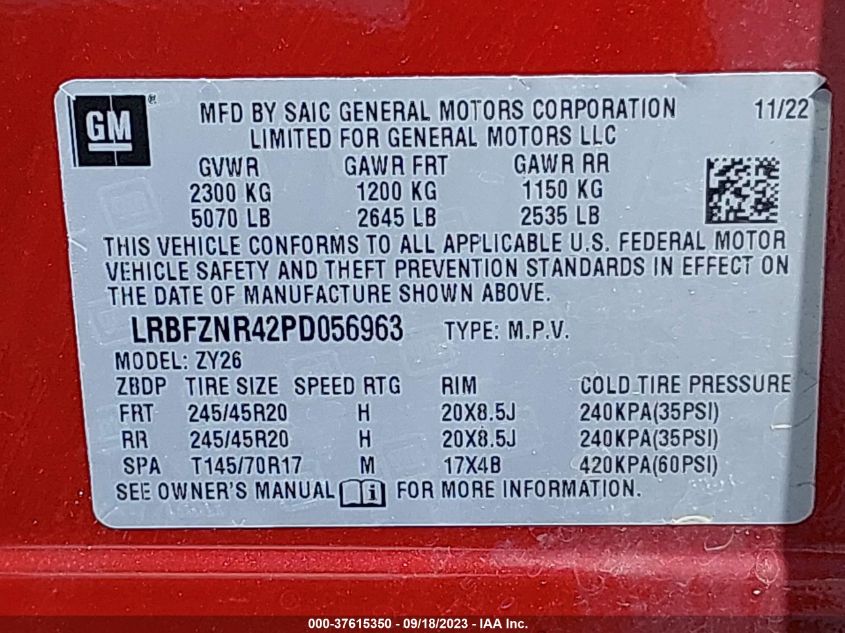 GM ®
MFD BY SAIC GENERAL MOTORS CORPORATION 11/22
LIMITED FOR GENERAL MOTORS LLC
GVWR GAWR FRT GAWR RR
2300 KG 1200 KG 1150 KG
5070 LB 2645 LB 2535 LB
THIS VEHICLE CONFORMS TO ALL APPLICABLE U.S. FEDERAL MOTOR
VEHICLE SAFETY AND THEFT PREVENTION STANDARDS IN EFFECT ON
THE DATE OF MANUFACTURE SHOWN ABOVE.
LRBFZNR42PD056963 TYPE: M.P.V.
MODEL: ZY26
ZBDP TIRE SIZE SPEED RTG RIM COLD TIRE PRESSURE
FRT 245/45R20 H 20X8.5J 240KPA(35PSI)
RR 245/45R20 H 20X8.5J 240KPA(35PSI)
SPA T145/70R17 M 17X4B 420KPA(60PSI)
SEE OWNER'S MANUAL i FOR MORE INFORMATION.
000-37615350 - 09/18/2023 - IAA Inc.